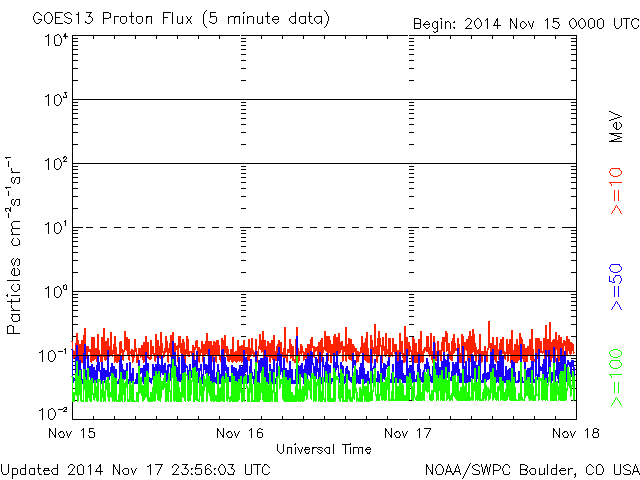 GOES13 Proton Flux (5 minute data)
Begin: 2014 Nov 15 0000 UTC
Particles cm⁻²s⁻¹sr⁻¹
10⁴
10³
10²
10¹
10⁰
10⁻¹
10⁻²
Nov 15
Nov 16
Nov 17
Nov 18
Universal Time
MeV
>=10
>=50
>=100
Updated 2014 Nov 17 23:56:03 UTC
NOAA/SWPC Boulder, CO USA